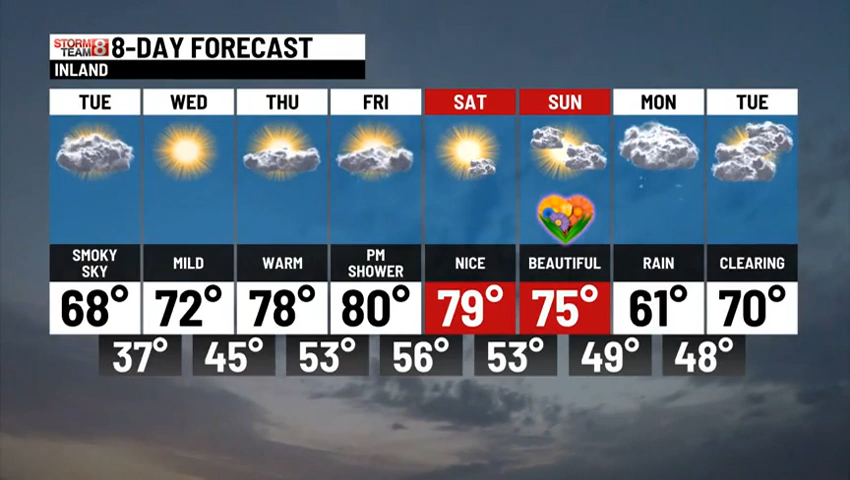 STORM TEAM 8 8-DAY FORECAST
INLAND
TUE WED THU FRI SAT SUN MON TUE
SMOKY SKY MILD WARM PM SHOWER NICE BEAUTIFUL RAIN CLEARING
68° 72° 78° 80° 79° 75° 61° 70°
37° 45° 53° 56° 53° 49° 48°